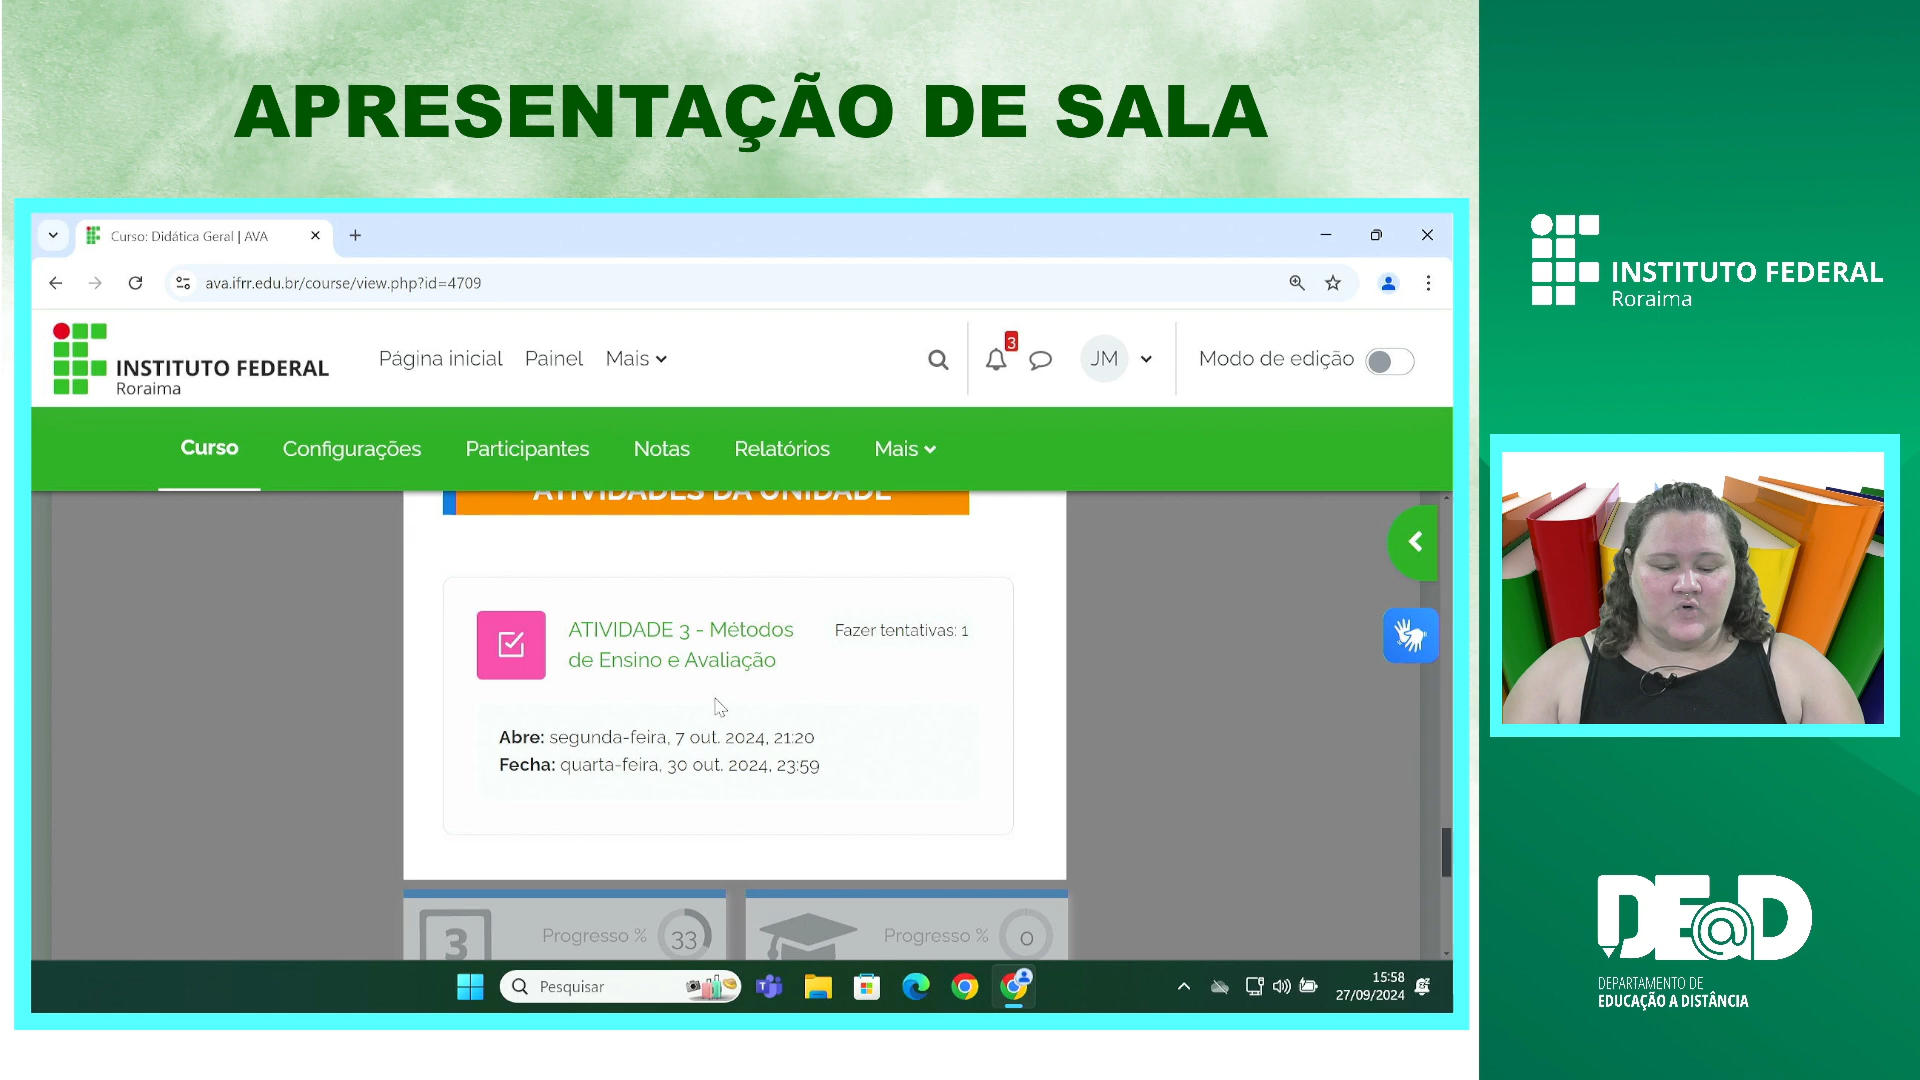 APRESENTAÇÃO DE SALA
Curso: Didática Geral | AVA
ava.ifrr.edu.br/course/view.php?id=4709
INSTITUTO FEDERAL
Roraima
Página inicial Painel Mais
3
JM
Modo de edição
Curso Configurações Participantes Notas Relatórios Mais
ATIVIDADES DA UNIDADE
ATIVIDADE 3 - Métodos
de Ensino e Avaliação
Fazer tentativas: 1
Abre: segunda-feira, 7 out. 2024, 21:20
Fecha: quarta-feira, 30 out. 2024, 23:59
3
Progresso %
33
Progresso %
0
Pesquisar
15:58
27/09/2024
INSTITUTO FEDERAL
Roraima
DE@D
DEPARTAMENTO DE
EDUCAÇÃO A DISTÂNCIA